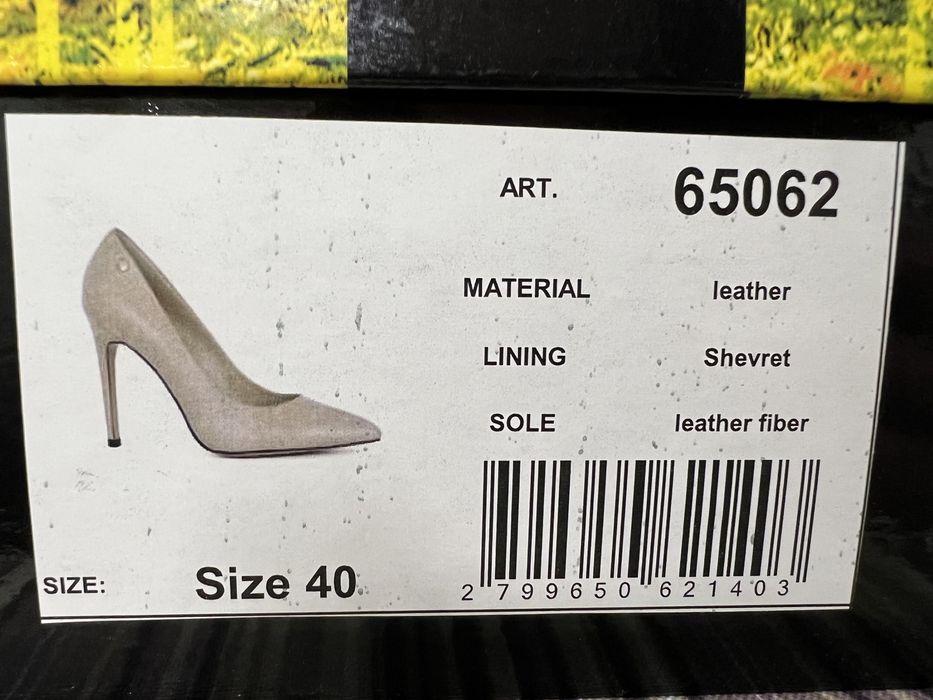 ART. 65062
MATERIAL leather
LINING Shevret
SOLE leather fiber
SIZE: Size 40
2 799650 621403